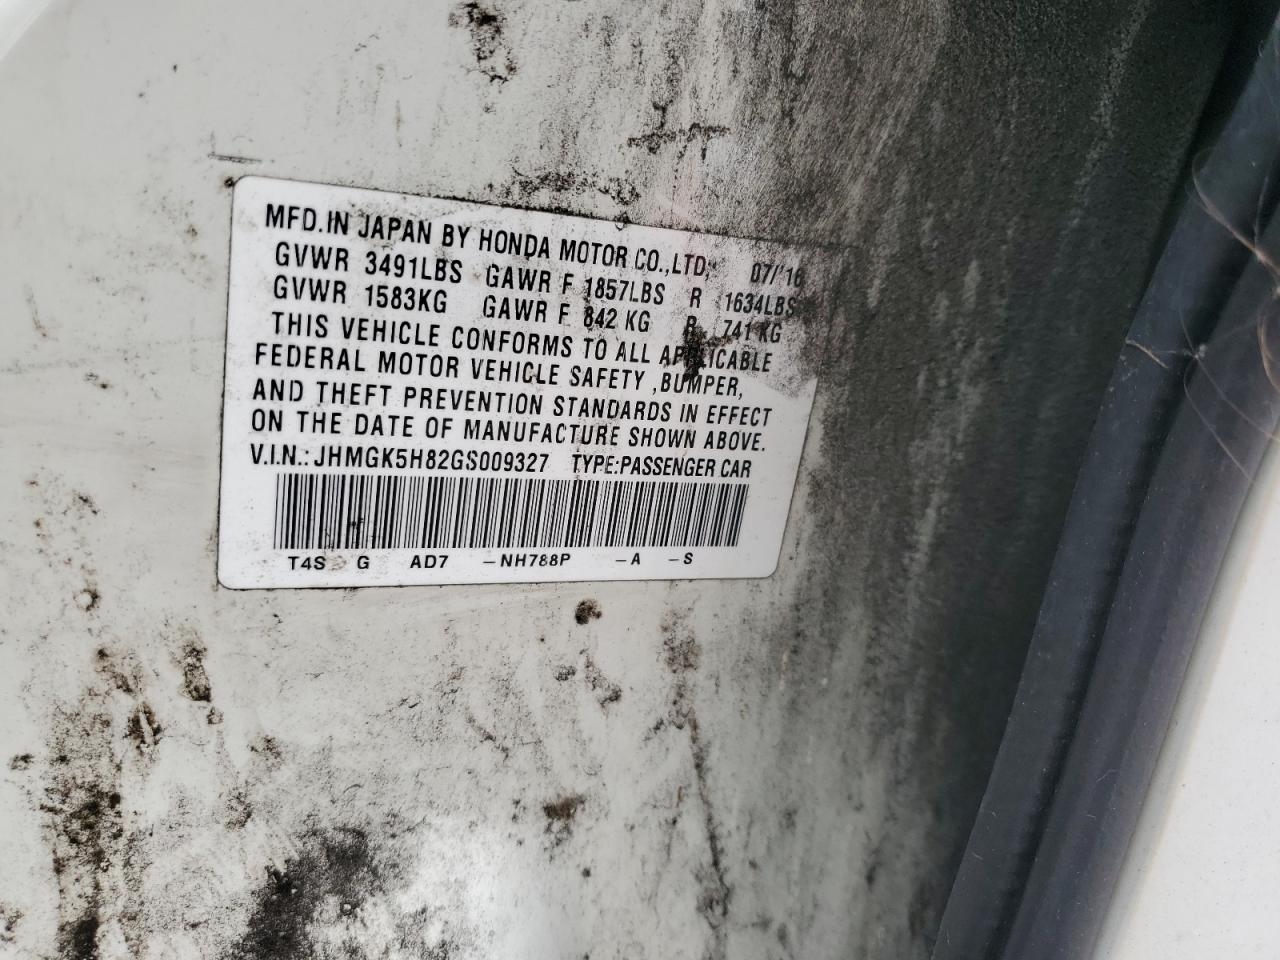 MFD.IN JAPAN BY HONDA MOTOR CO.,LTD, 07/'16
GVWR 3491LBS GAWR F 1857LBS R 1634LBS
GVWR 1583KG GAWR F 842 KG R 741 KG
THIS VEHICLE CONFORMS TO ALL APPLICABLE
FEDERAL MOTOR VEHICLE SAFETY ,BUMPER,
AND THEFT PREVENTION STANDARDS IN EFFECT
ON THE DATE OF MANUFACTURE SHOWN ABOVE.
V.I.N.: JHMGK5H82GS009327 TYPE:PASSENGER CAR
T4S G AD7 –NH788P –A –S